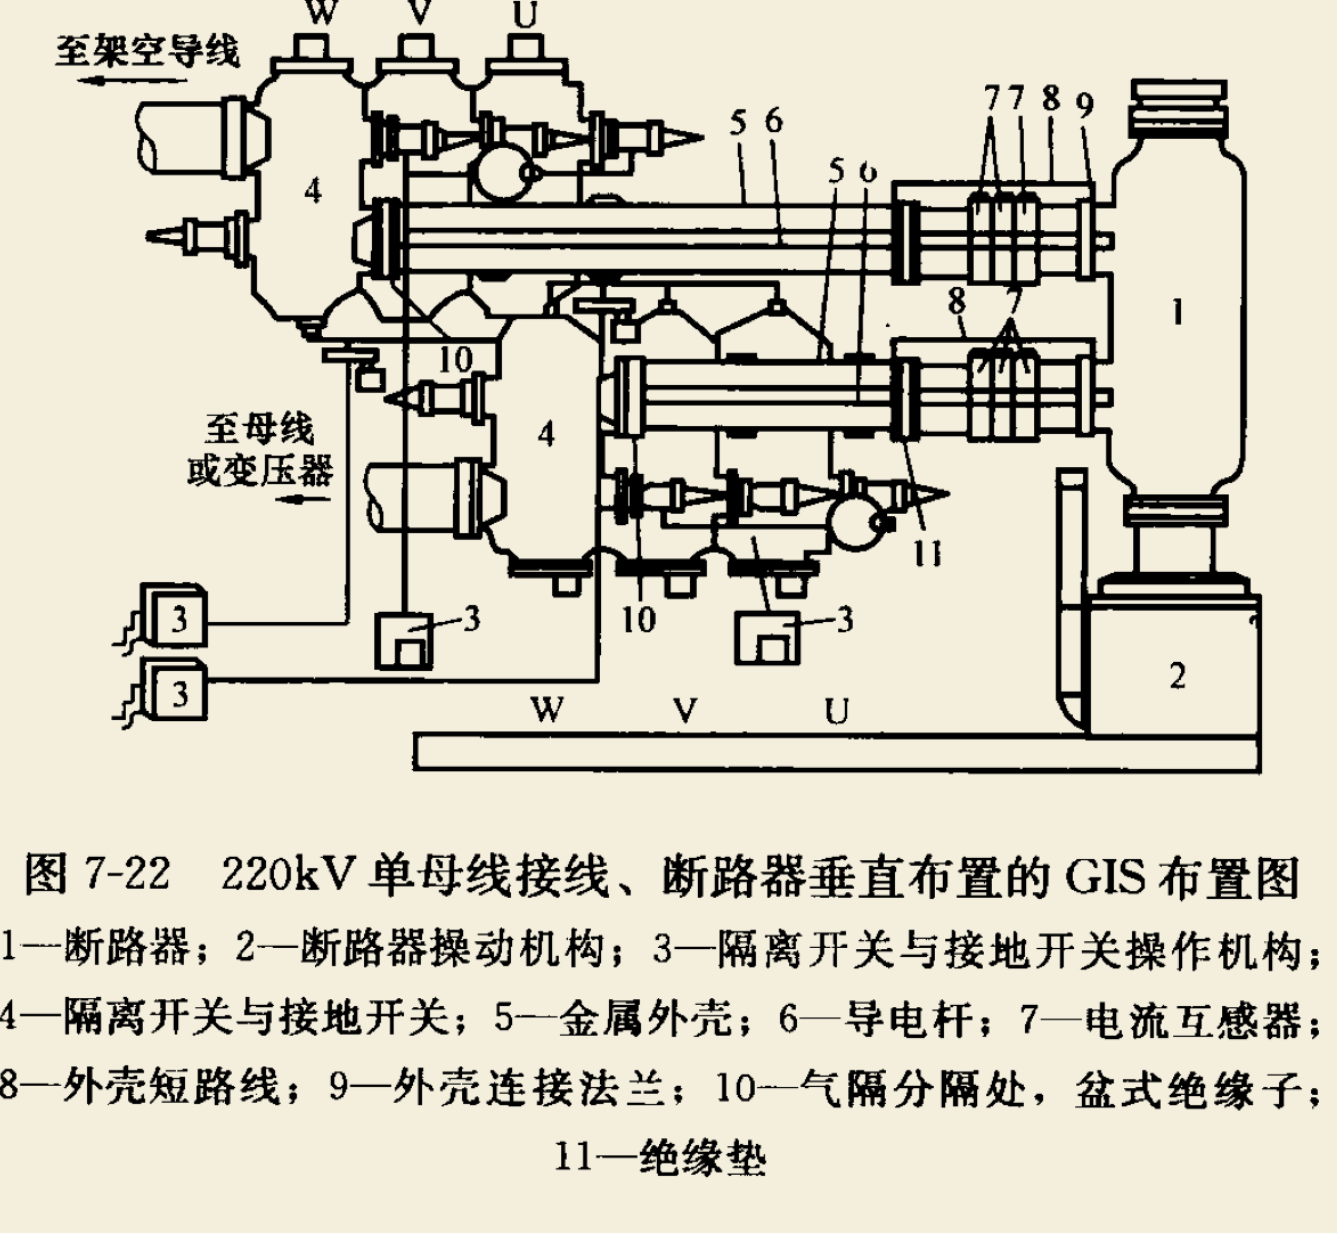 W V U
至架空导线
7 7 8 9
5 6
5 6
4
8 7
1
10
至母线
或变压器
4
11
3
3
10
3
3
2
W V U
图 7-22 220kV 单母线接线、断路器垂直布置的 GIS 布置图
1—断路器；2—断路器操动机构；3—隔离开关与接地开关操作机构；
4—隔离开关与接地开关；5—金属外壳；6—导电杆；7—电流互感器；
8—外壳短路线；9—外壳连接法兰；10—气隔分隔处，盆式绝缘子；
11—绝缘垫